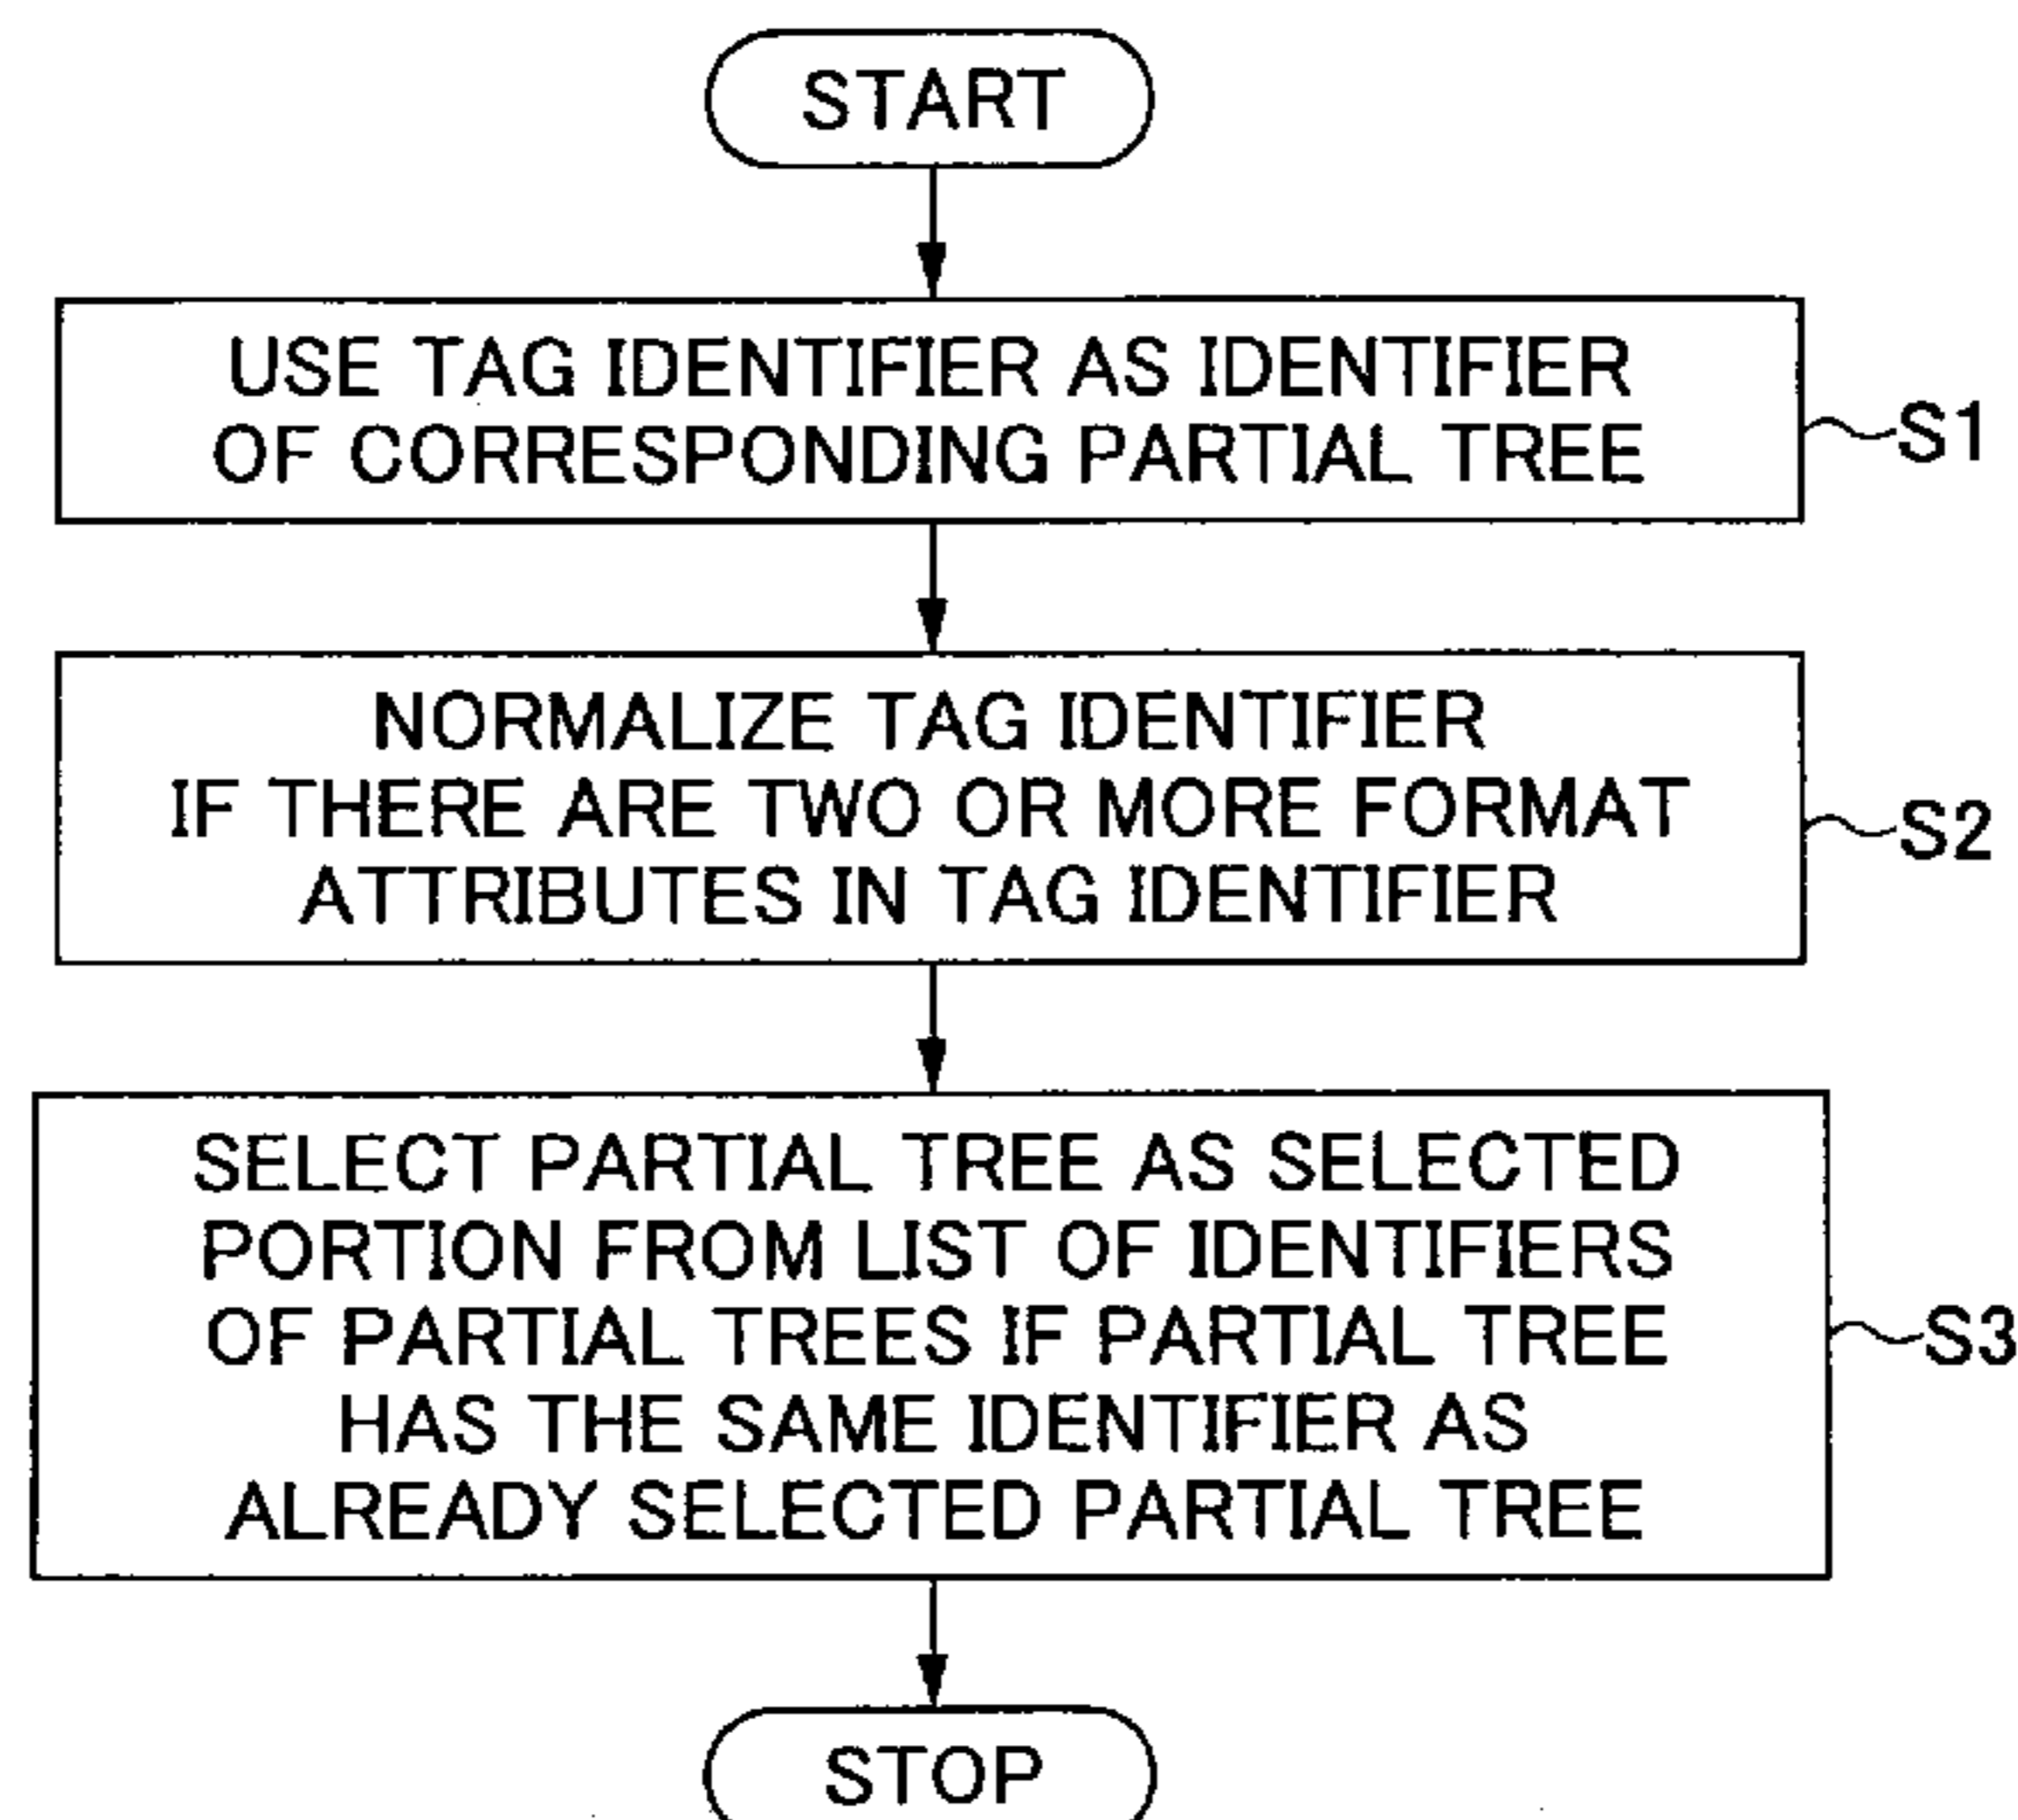 START
USE TAG IDENTIFIER AS IDENTIFIER
OF CORRESPONDING PARTIAL TREE
S1
NORMALIZE TAG IDENTIFIER
IF THERE ARE TWO OR MORE FORMAT
ATTRIBUTES IN TAG IDENTIFIER
S2
SELECT PARTIAL TREE AS SELECTED
PORTION FROM LIST OF IDENTIFIERS
OF PARTIAL TREES IF PARTIAL TREE
HAS THE SAME IDENTIFIER AS
ALREADY SELECTED PARTIAL TREE
S3
STOP